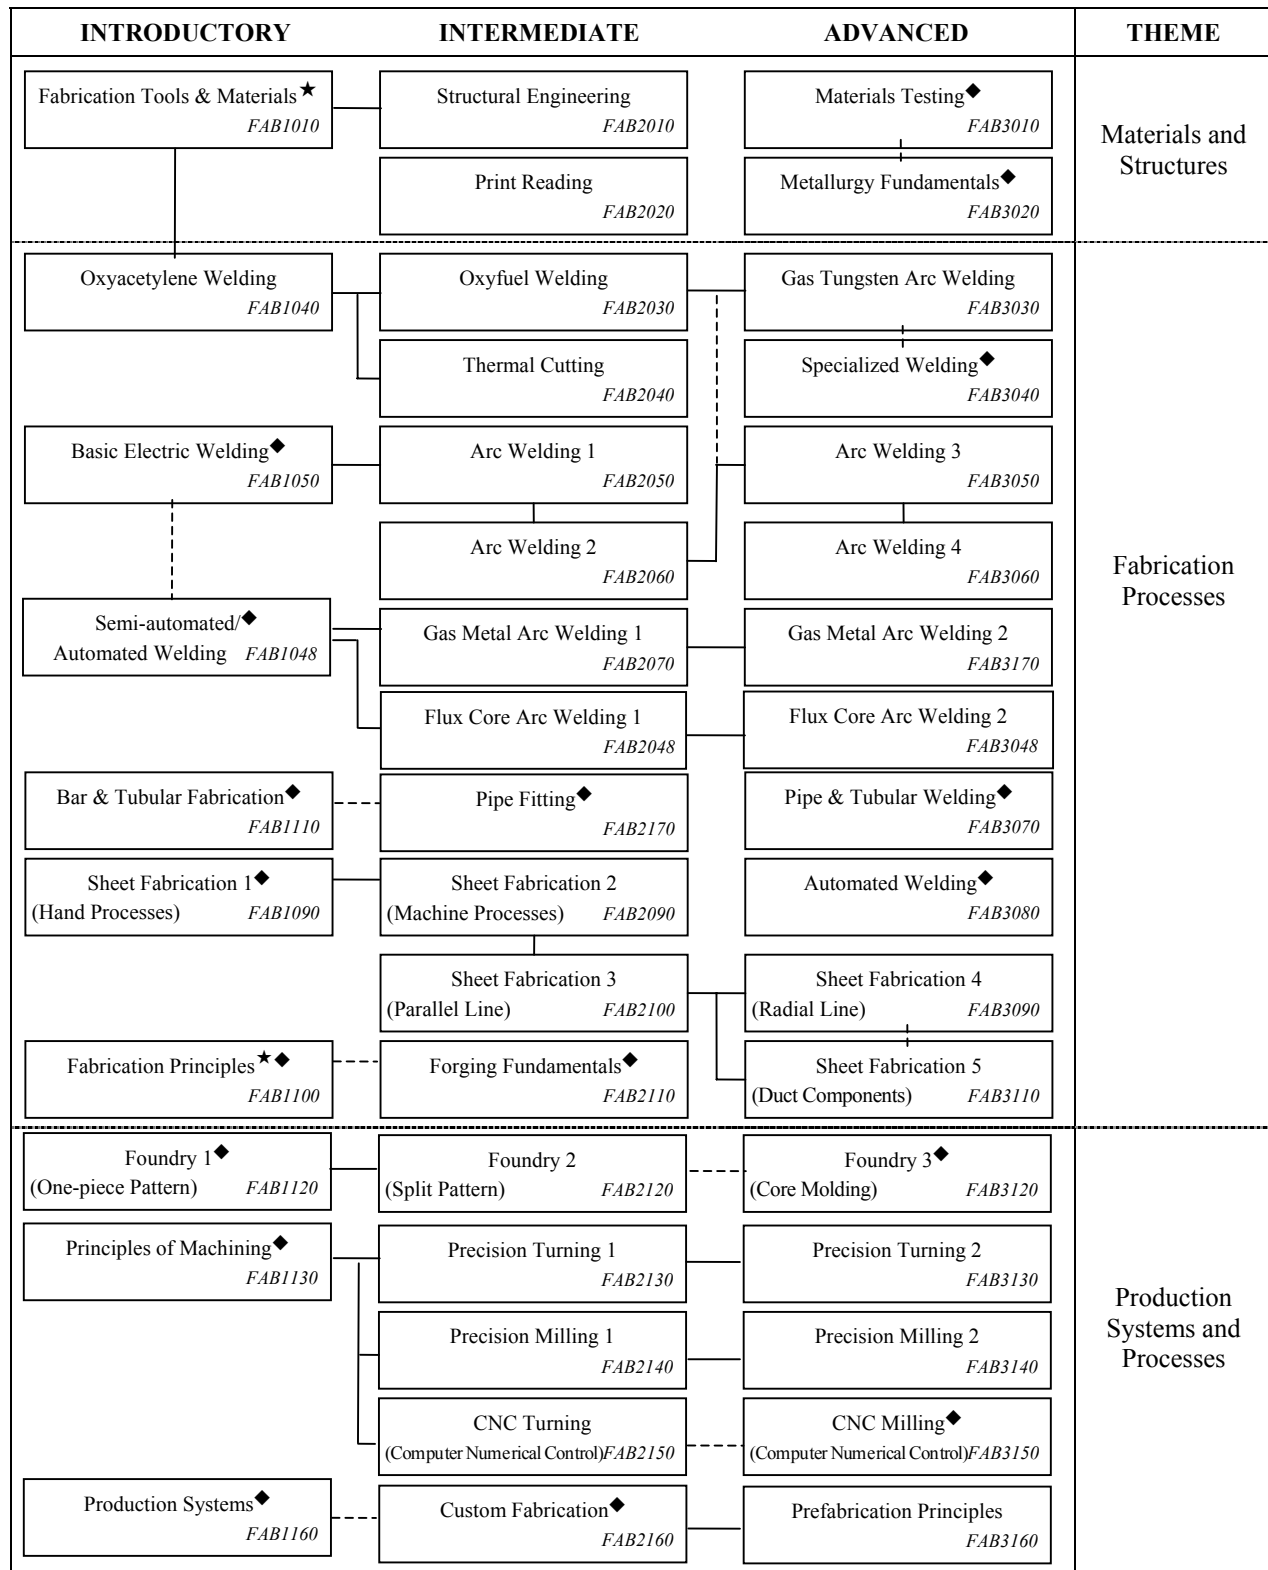 INTRODUCTORY INTERMEDIATE ADVANCED THEME
Fabrication Tools & Materials★
FAB1010
Structural Engineering
FAB2010
Materials Testing◆
FAB3010
Print Reading
FAB2020
Metallurgy Fundamentals◆
FAB3020
Materials and
Structures
Oxyacetylene Welding
FAB1040
Oxyfuel Welding
FAB2030
Gas Tungsten Arc Welding
FAB3030
Thermal Cutting
FAB2040
Specialized Welding◆
FAB3040
Basic Electric Welding◆
FAB1050
Arc Welding 1
FAB2050
Arc Welding 3
FAB3050
Arc Welding 2
FAB2060
Arc Welding 4
FAB3060
Semi-automated/◆
Automated Welding FAB1048
Gas Metal Arc Welding 1
FAB2070
Gas Metal Arc Welding 2
FAB3170
Flux Core Arc Welding 1
FAB2048
Flux Core Arc Welding 2
FAB3048
Bar & Tubular Fabrication◆
FAB1110
Pipe Fitting◆
FAB2170
Pipe & Tubular Welding◆
FAB3070
Sheet Fabrication 1◆
(Hand Processes) FAB1090
Sheet Fabrication 2
(Machine Processes) FAB2090
Automated Welding◆
FAB3080
Sheet Fabrication 3
(Parallel Line) FAB2100
Sheet Fabrication 4
(Radial Line) FAB3090
Fabrication Principles★◆
FAB1100
Forging Fundamentals◆
FAB2110
Sheet Fabrication 5
(Duct Components) FAB3110
Fabrication
Processes
Foundry 1◆
(One-piece Pattern) FAB1120
Foundry 2
(Split Pattern) FAB2120
Foundry 3◆
(Core Molding) FAB3120
Principles of Machining◆
FAB1130
Precision Turning 1
FAB2130
Precision Turning 2
FAB3130
Precision Milling 1
FAB2140
Precision Milling 2
FAB3140
CNC Turning
(Computer Numerical Control)FAB2150
CNC Milling◆
(Computer Numerical Control)FAB3150
Production Systems◆
FAB1160
Custom Fabrication◆
FAB2160
Prefabrication Principles
FAB3160
Production
Systems and
Processes